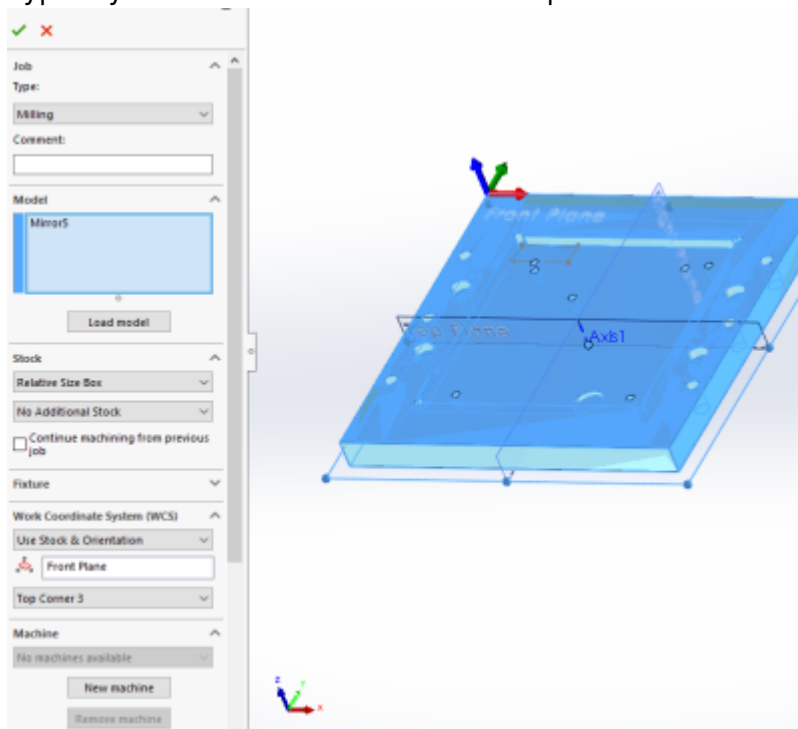 Job
Type:
Milling
Comment:
Model
Mirror5
Load model
Stock
Relative Size Box
No Additional Stock
Continue machining from previous
job
Fixture
Work Coordinate System (WCS)
Use Stock & Orientation
Front Plane
Top Corner 3
Machine
No machines available
New machine
Remove machine
Front Plane
Top Plane
Axis1
z
Y
x